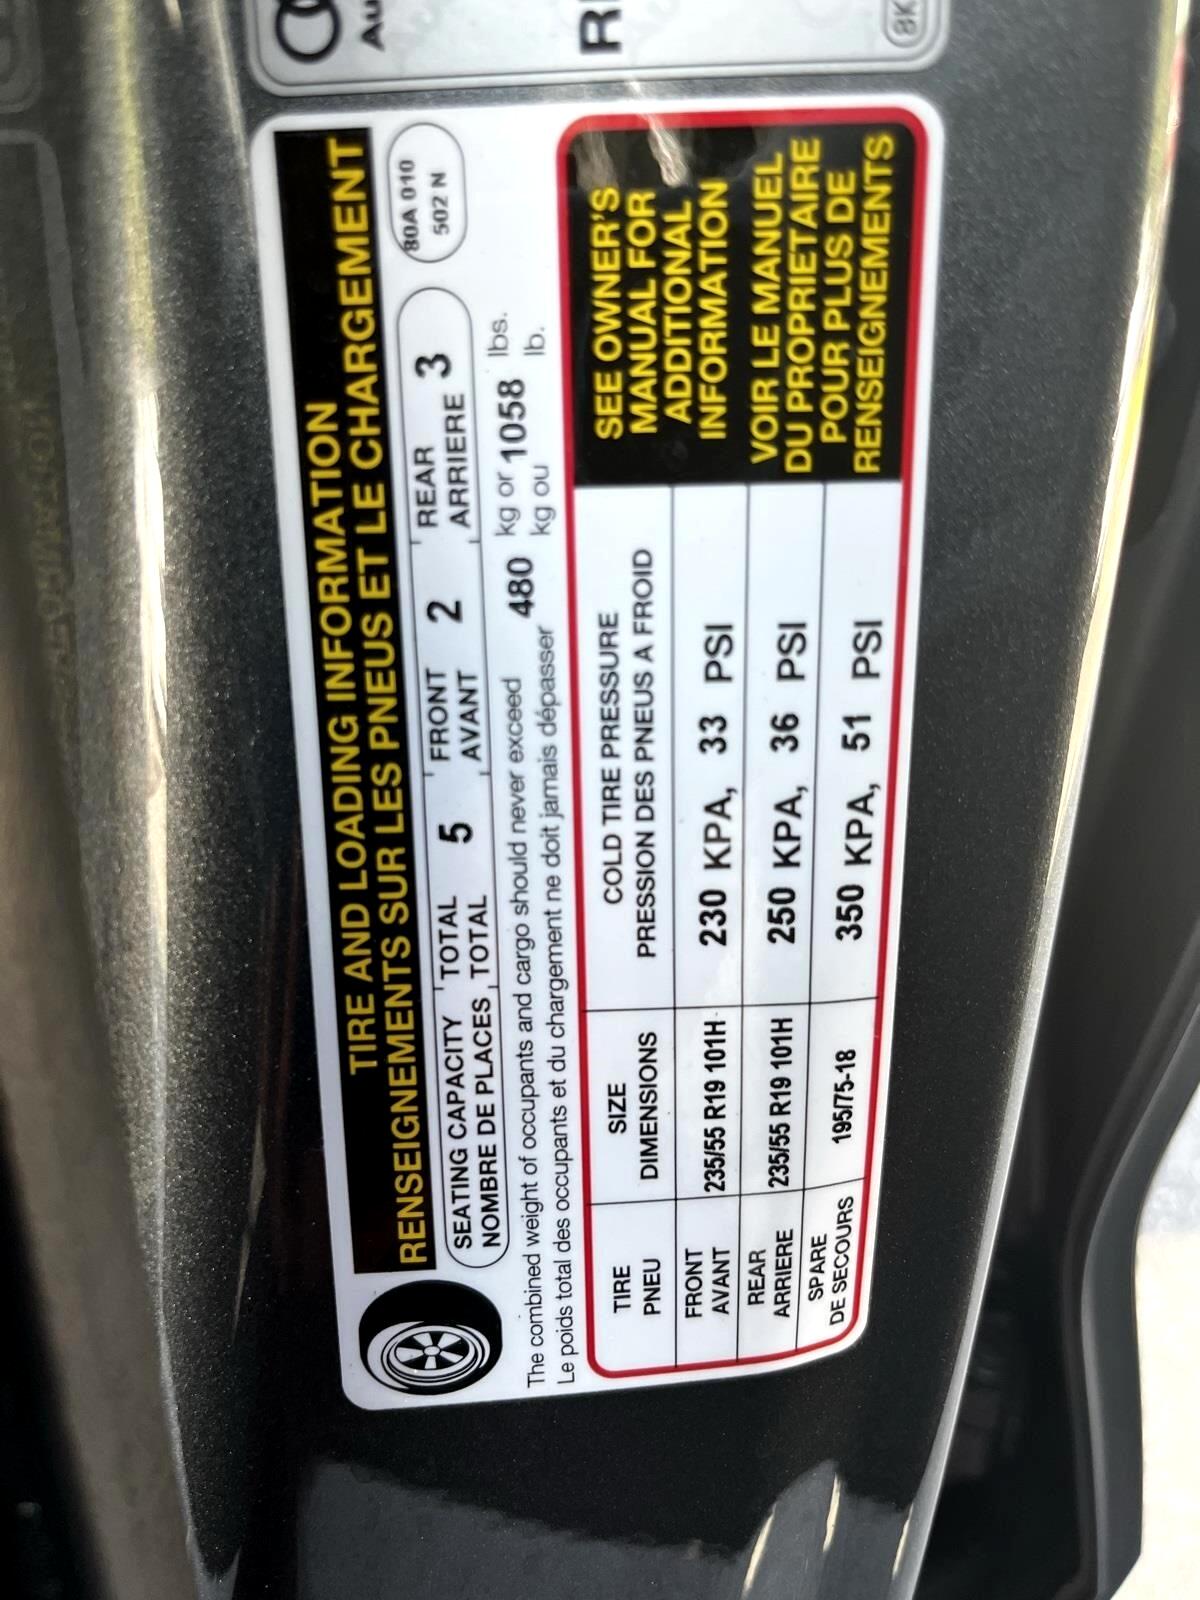 Au
8K
TIRE AND LOADING INFORMATION
RENSEIGNEMENTS SUR LES PNEUS ET LE CHARGEMENT
SEATING CAPACITY TOTAL 5 FRONT 2 REAR 3
NOMBRE DE PLACES TOTAL AVANT ARRIERE
80A 010
502 N
The combined weight of occupants and cargo should never exceed 480 kg or 1058 lbs.
Le poids total des occupants et du chargement ne doit jamais dépasser kg ou lb.
TIRE SIZE COLD TIRE PRESSURE
PNEU DIMENSIONS PRESSION DES PNEUS A FROID
FRONT
AVANT 235/55 R19 101H 230 KPA, 33 PSI
REAR
ARRIERE 235/55 R19 101H 250 KPA, 36 PSI
SPARE
DE SECOURS 195/75-18 350 KPA, 51 PSI
SEE OWNER'S
MANUAL FOR
ADDITIONAL
INFORMATION
VOIR LE MANUEL
DU PROPRIETAIRE
POUR PLUS DE
RENSEIGNEMENTS